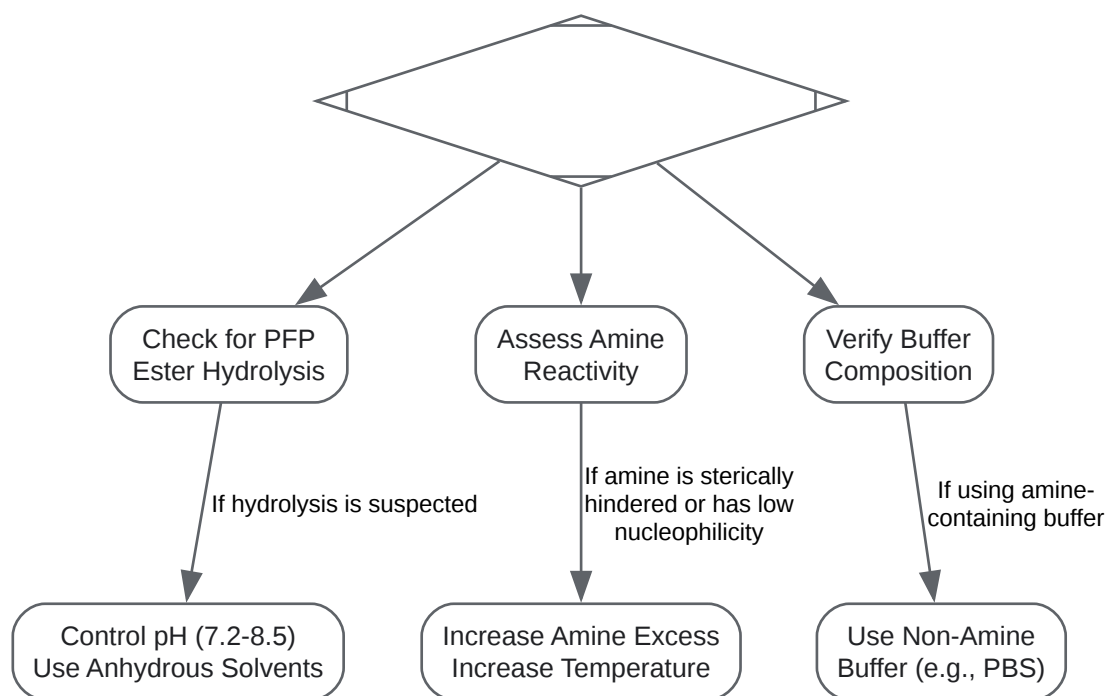 Check for PFP
Ester Hydrolysis
Assess Amine
Reactivity
Verify Buffer
Composition
If hydrolysis is suspected
If amine is sterically
hindered or has low
nucleophilicity
If using amine-
containing buffer
Control pH (7.2-8.5)
Use Anhydrous Solvents
Increase Amine Excess
Increase Temperature
Use Non-Amine
Buffer (e.g., PBS)